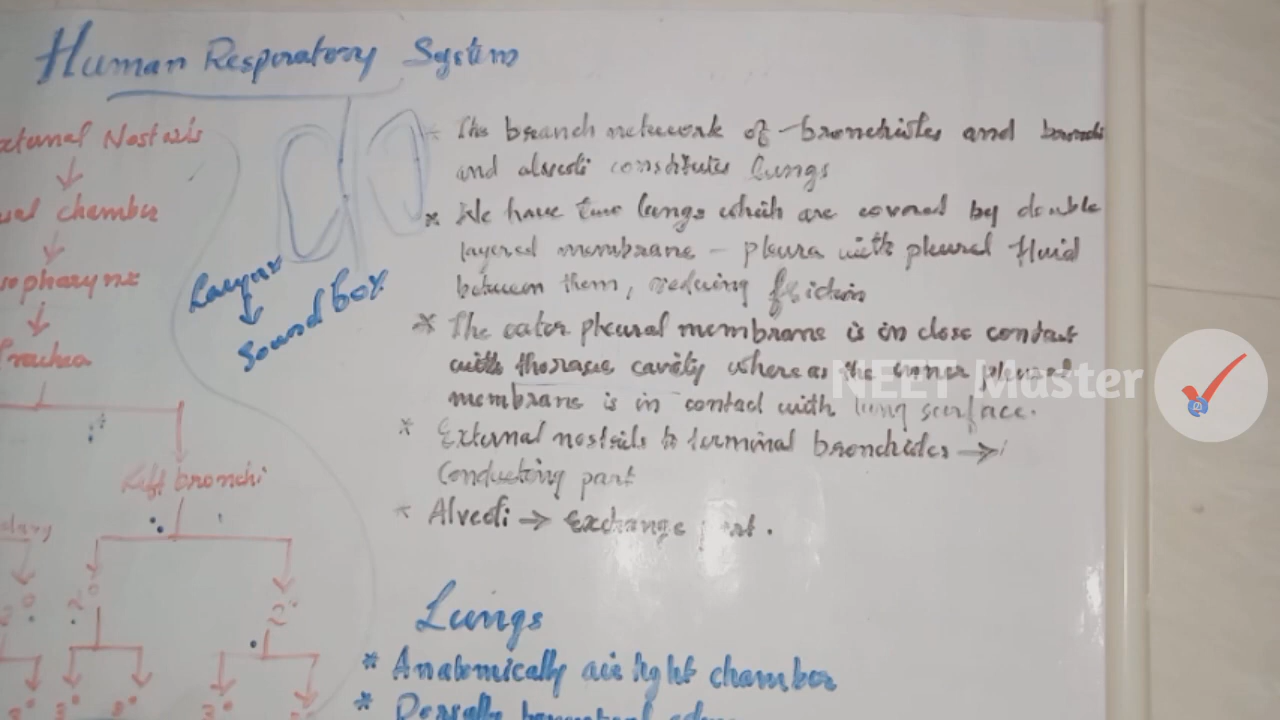 Human Respiratory System
External Nostrils
chamber
Trachea
Left bronchi
2°
2°
3°
3°
3°
Larynx
Sound box
* The branch network of bronchioles and bronchi
and alveoli constitutes lungs
* We have two lungs which are covered by double
layered membrane - pleura with pleural fluid
between them, reducing friction
* The outer pleural membrane is in close contact
with thoracic cavity whereas the inner pleural
membrane is in contact with lung surface.
* External nostrils to terminal bronchioles →
Conducting part
* Alveoli → Exchange part.
Lungs
* Anatomically air tight chamber
* Dorsally
NEET Master